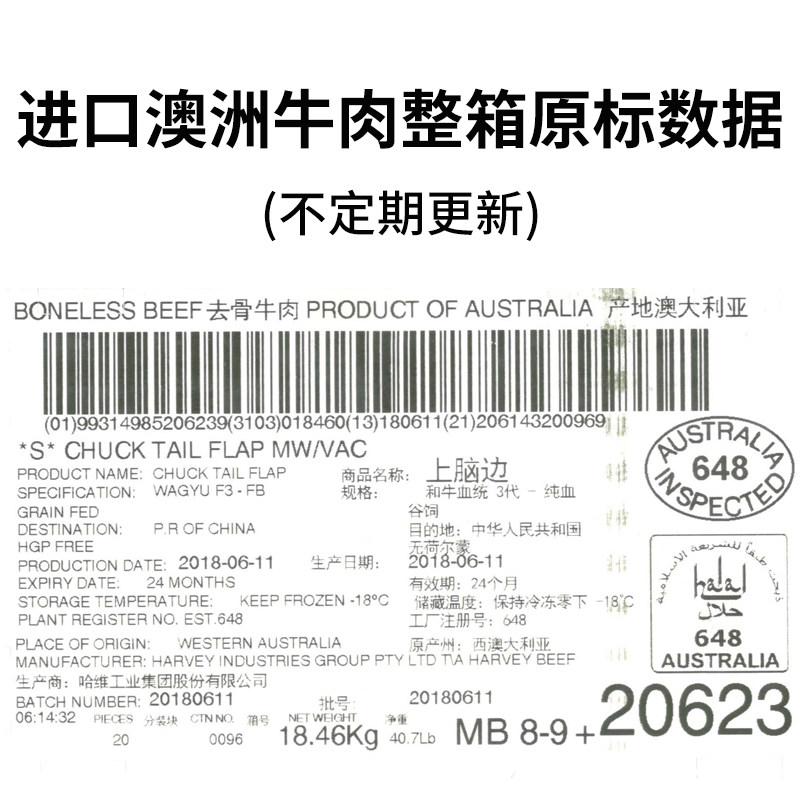 进口澳洲牛肉整箱原标数据
(不定期更新)
BONELESS BEEF 去骨牛肉 PRODUCT OF AUSTRALIA 产地澳大利亚
(01)99314985206239(3103)018460(13)180611(21)206143200969
*S* CHUCK TAIL FLAP MW/VAC
PRODUCT NAME: CHUCK TAIL FLAP 商品名称: 上脑边
SPECIFICATION: WAGYU F3 - FB 规格: 和牛血统 3代 - 纯血
GRAIN FED 谷饲
DESTINATION: P.R OF CHINA 目的地: 中华人民共和国
HGP FREE 无荷尔蒙
PRODUCTION DATE: 2018-06-11 生产日期: 2018-06-11
EXPIRY DATE: 24 MONTHS 有效期: 24个月
STORAGE TEMPERATURE: KEEP FROZEN -18°C 储藏温度: 保持冷冻零下 -18°C
PLANT REGISTER NO. EST.648 工厂注册号: 648
PLACE OF ORIGIN: WESTERN AUSTRALIA 原产州: 西澳大利亚
MANUFACTURER: HARVEY INDUSTRIES GROUP PTY LTD T\A HARVEY BEEF
生产商: 哈维工业集团股份有限公司
BATCH NUMBER: 20180611 批号: 20180611
06:14:32 PIECES 分装块 CTN NO. 箱号 NET WEIGHT 净重
20 0096 18.46Kg 40.7Lb MB 8-9+ 20623
AUSTRALIA
648
INSPECTED
ذبحت طبقا للشريعة الإسلامية
halal
حلال
648
AUSTRALIA